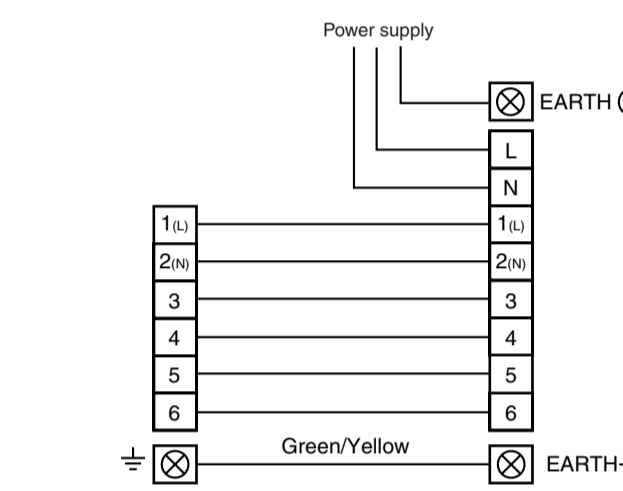 Power supply
EARTH
L
N
1(L) 1(L)
2(N) 2(N)
3 3
4 4
5 5
6 6
Green/Yellow
EARTH-